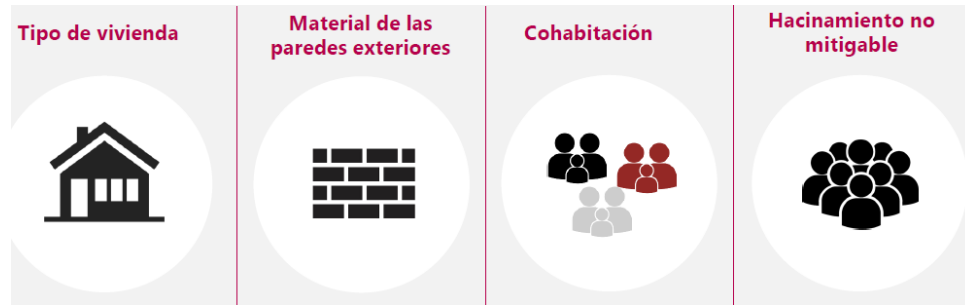 Tipo de vivienda
Material de las
paredes exteriores
Cohabitación
Hacinamiento no
mitigable